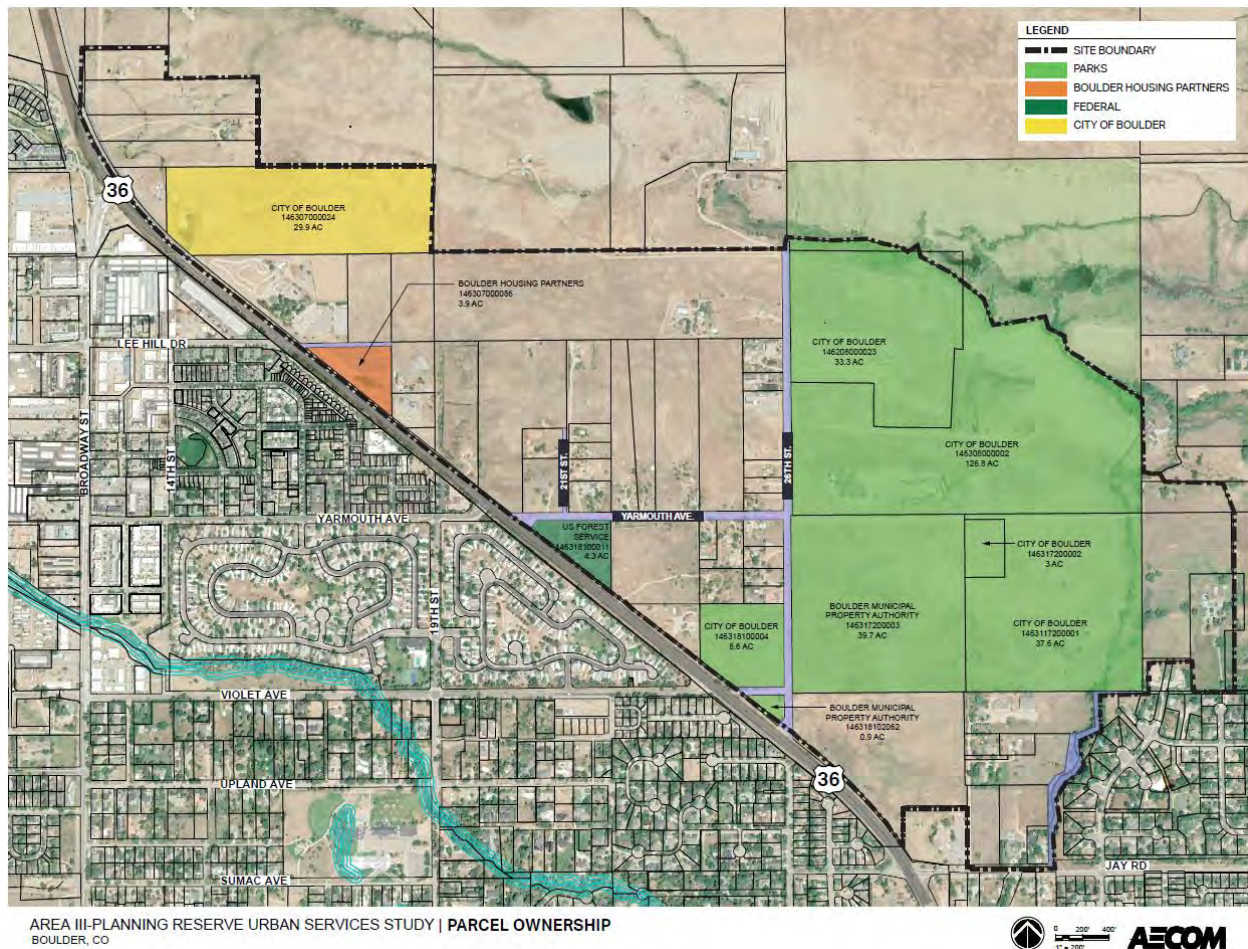 LEGEND
SITE BOUNDARY
PARKS
BOULDER HOUSING PARTNERS
FEDERAL
CITY OF BOULDER
36
CITY OF BOULDER
146307000024
29.9 AC
BOULDER HOUSING PARTNERS
146307000086
3.9 AC
LEE HILL DR
BROADWAY ST
14TH ST
CITY OF BOULDER
146208000023
33.3 AC
CITY OF BOULDER
146308000002
126.8 AC
21ST ST.
26TH ST.
YARMOUTH AVE
YARMOUTH AVE.
US FOREST
SERVICE
146318100011
4.3 AC
19TH ST
CITY OF BOULDER
146317200002
3 AC
CITY OF BOULDER
146318100004
BOULDER MUNICIPAL
PROPERTY AUTHORITY
146317200003
39.7 AC
CITY OF BOULDER
1463117200001
37.6 AC
VIOLET AVE
BOULDER MUNICIPAL
PROPERTY AUTHORITY
146318102062
0.9 AC
36
UPLAND AVE
SUMAC AVE
JAY RD
AREA III-PLANNING RESERVE URBAN SERVICES STUDY | PARCEL OWNERSHIP
BOULDER, CO
0 200' 400'
1" = 200'
AECOM